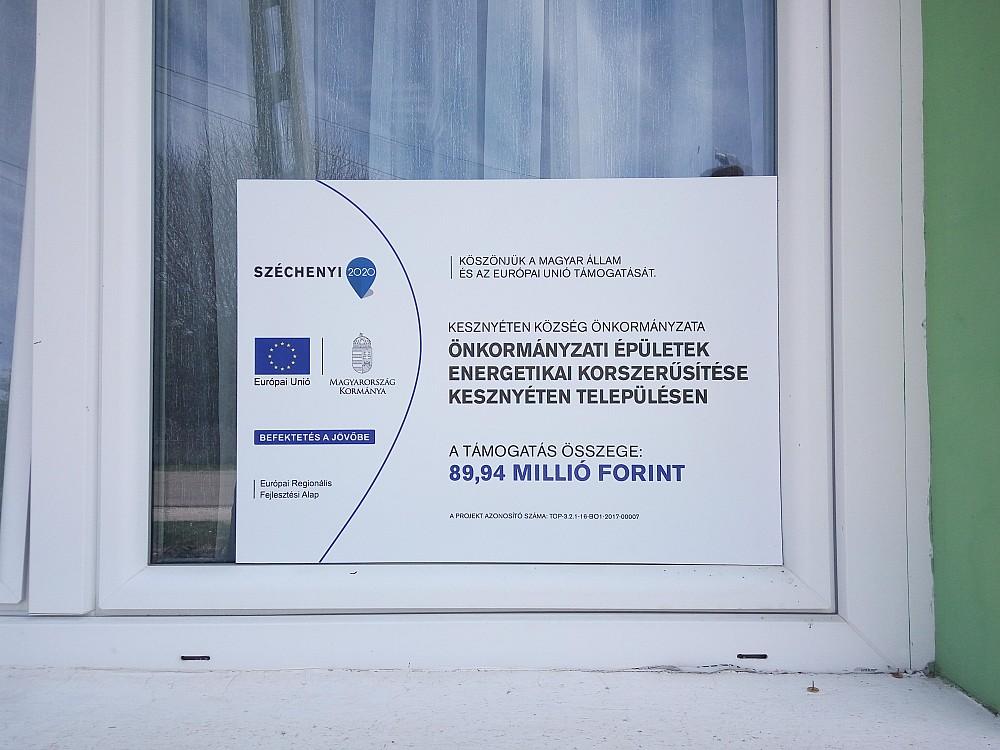 SZÉCHENYI 2020
Európai Unió
MAGYARORSZÁG
KORMÁNYA
BEFEKTETÉS A JÖVŐBE
Európai Regionális
Fejlesztési Alap
KÖSZÖNJÜK A MAGYAR ÁLLAM
ÉS AZ EURÓPAI UNIÓ TÁMOGATÁSÁT.
KESZNYÉTEN KÖZSÉG ÖNKORMÁNYZATA
ÖNKORMÁNYZATI ÉPÜLETEK
ENERGETIKAI KORSZERŰSÍTÉSE
KESZNYÉTEN TELEPÜLÉSEN
A TÁMOGATÁS ÖSSZEGE:
89,94 MILLIÓ FORINT
A PROJEKT AZONOSÍTÓ SZÁMA: TOP-3.2.1-16-BO1-2017-00007